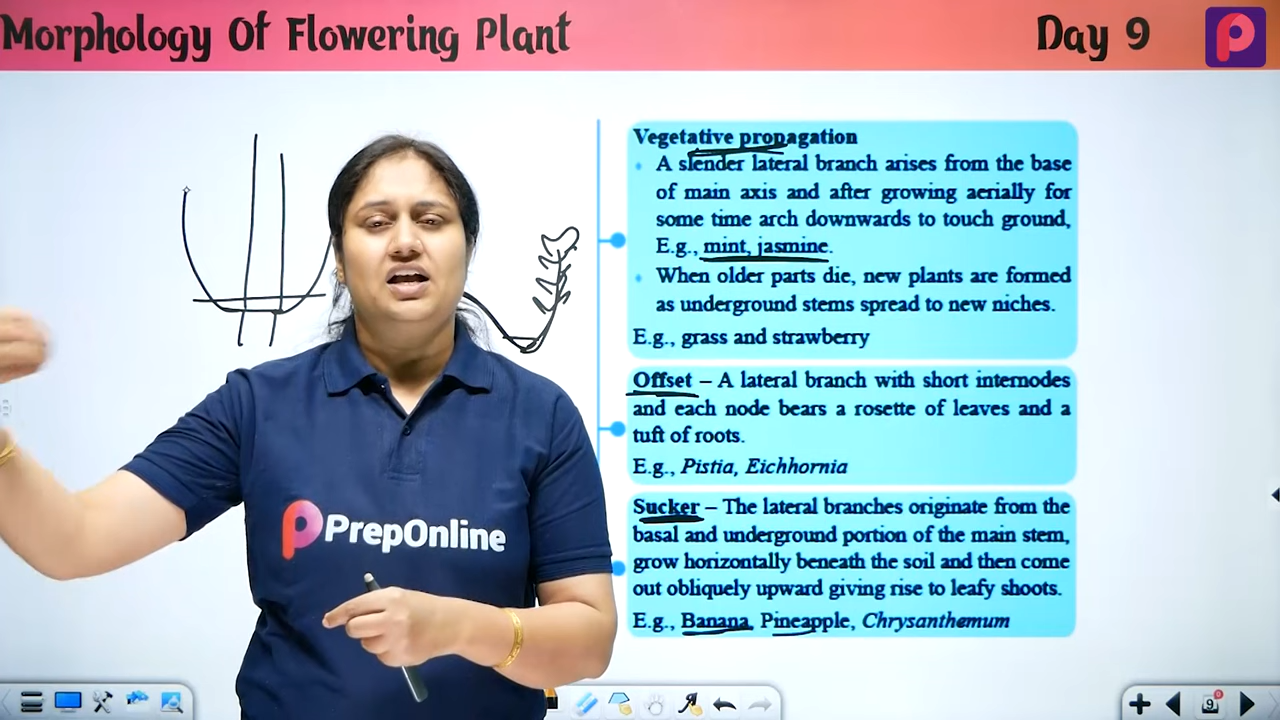 Morphology Of Flowering Plant
Day 9
Vegetative propagation
A slender lateral branch arises from the base
of main axis and after growing aerially for
some time arch downwards to touch ground,
E.g., mint, jasmine.
When older parts die, new plants are formed
as underground stems spread to new niches.
E.g., grass and strawberry
Offset – A lateral branch with short internodes
and each node bears a rosette of leaves and a
tuft of roots.
E.g., Pistia, Eichhornia
Sucker – The lateral branches originate from the
basal and underground portion of the main stem,
grow horizontally beneath the soil and then come
out obliquely upward giving rise to leafy shoots.
E.g., Banana, Pineapple, Chrysanthemum
PrepOnline
9